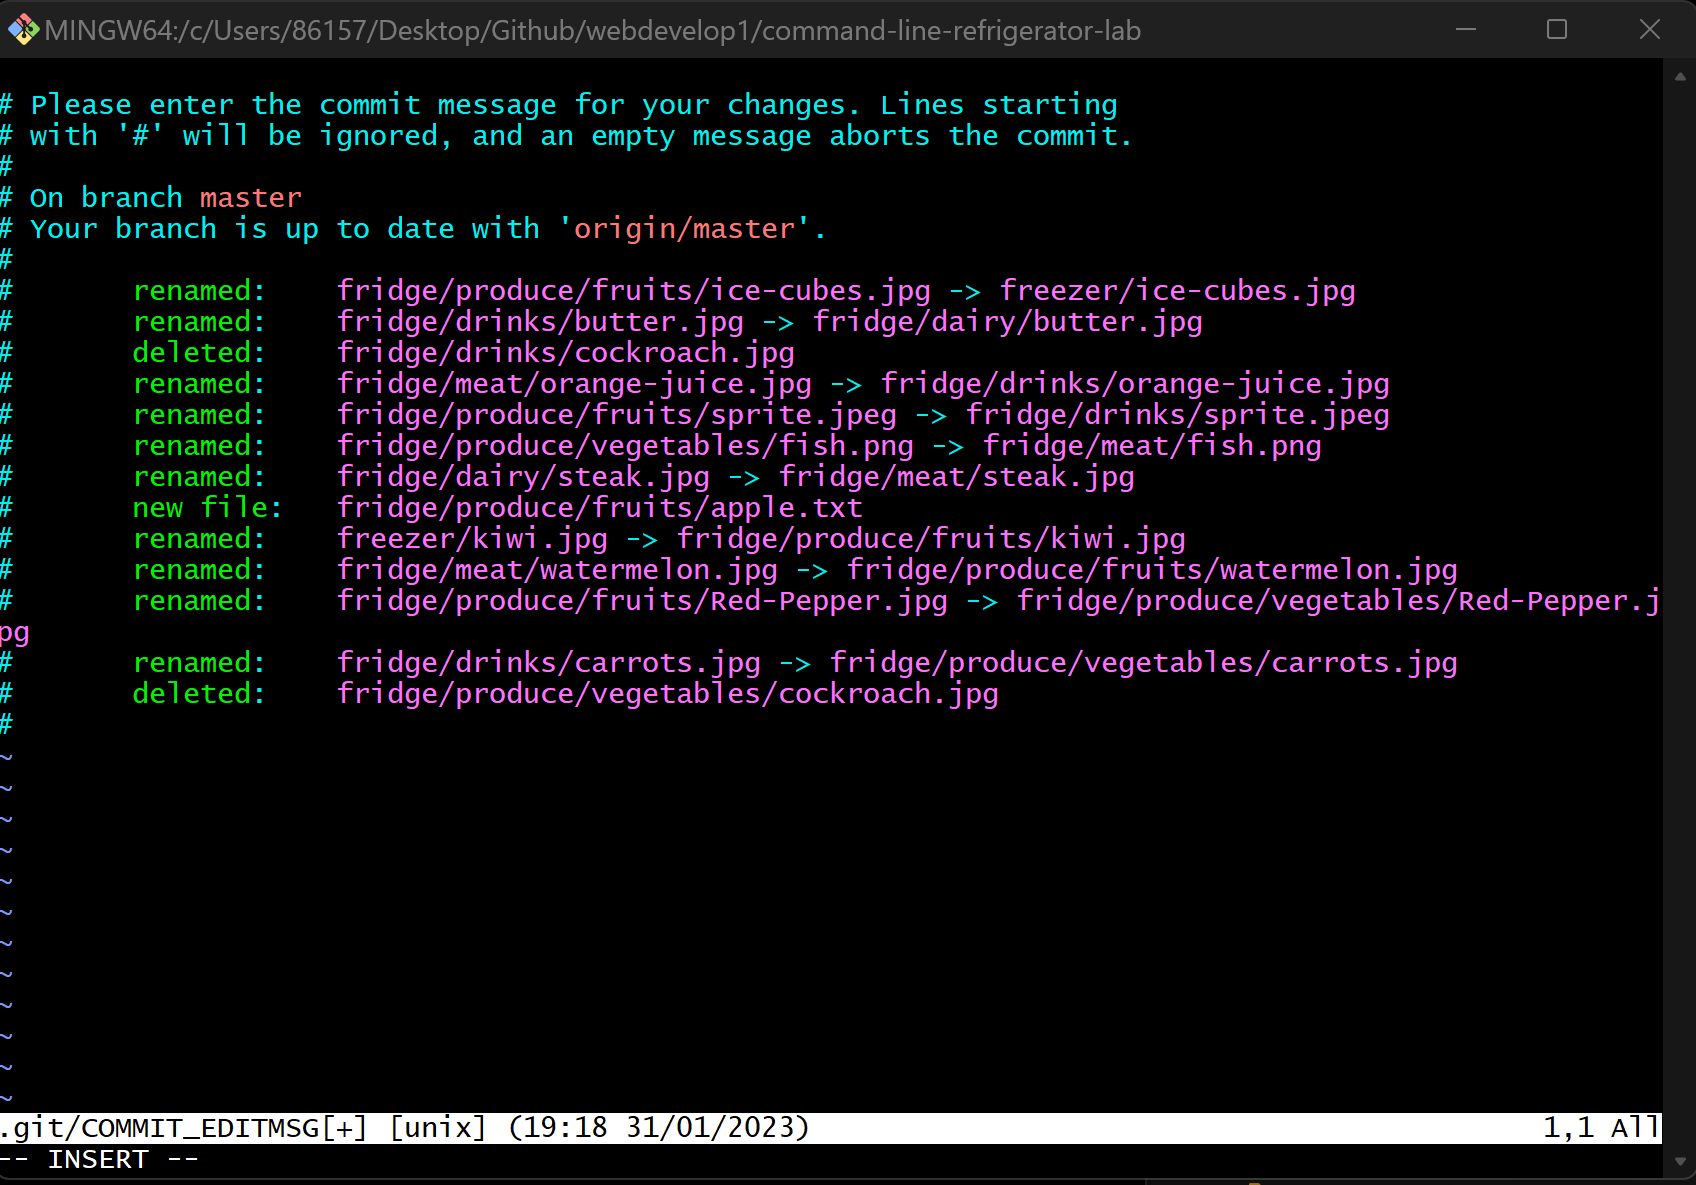 MINGW64:/c/Users/86157/Desktop/Github/webdevelop1/command-line-refrigerator-lab
# Please enter the commit message for your changes. Lines starting
# with '#' will be ignored, and an empty message aborts the commit.
#
# On branch master
# Your branch is up to date with 'origin/master'.
#
#       renamed:    fridge/produce/fruits/ice-cubes.jpg -> freezer/ice-cubes.jpg
#       renamed:    fridge/drinks/butter.jpg -> fridge/dairy/butter.jpg
#       deleted:    fridge/drinks/cockroach.jpg
#       renamed:    fridge/meat/orange-juice.jpg -> fridge/drinks/orange-juice.jpg
#       renamed:    fridge/produce/fruits/sprite.jpeg -> fridge/drinks/sprite.jpeg
#       renamed:    fridge/produce/vegetables/fish.png -> fridge/meat/fish.png
#       renamed:    fridge/dairy/steak.jpg -> fridge/meat/steak.jpg
#       new file:   fridge/produce/fruits/apple.txt
#       renamed:    freezer/kiwi.jpg -> fridge/produce/fruits/kiwi.jpg
#       renamed:    fridge/meat/watermelon.jpg -> fridge/produce/fruits/watermelon.jpg
#       renamed:    fridge/produce/fruits/Red-Pepper.jpg -> fridge/produce/vegetables/Red-Pepper.j
pg
#       renamed:    fridge/drinks/carrots.jpg -> fridge/produce/vegetables/carrots.jpg
#       deleted:    fridge/produce/vegetables/cockroach.jpg
#
~
~
~
~
~
~
~
~
~
~
~
~
.git/COMMIT_EDITMSG[+] [unix] (19:18 31/01/2023) 1,1 All
-- INSERT --